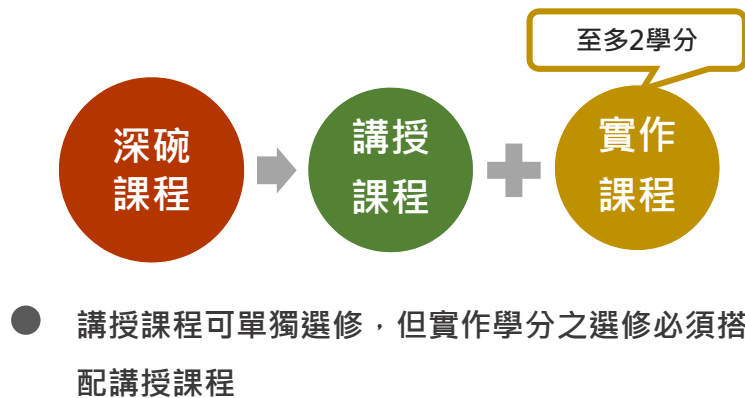 至多2學分
深碗
課程
講授
課程
實作
課程
講授課程可單獨選修，但實作學分之選修必須搭
配講授課程